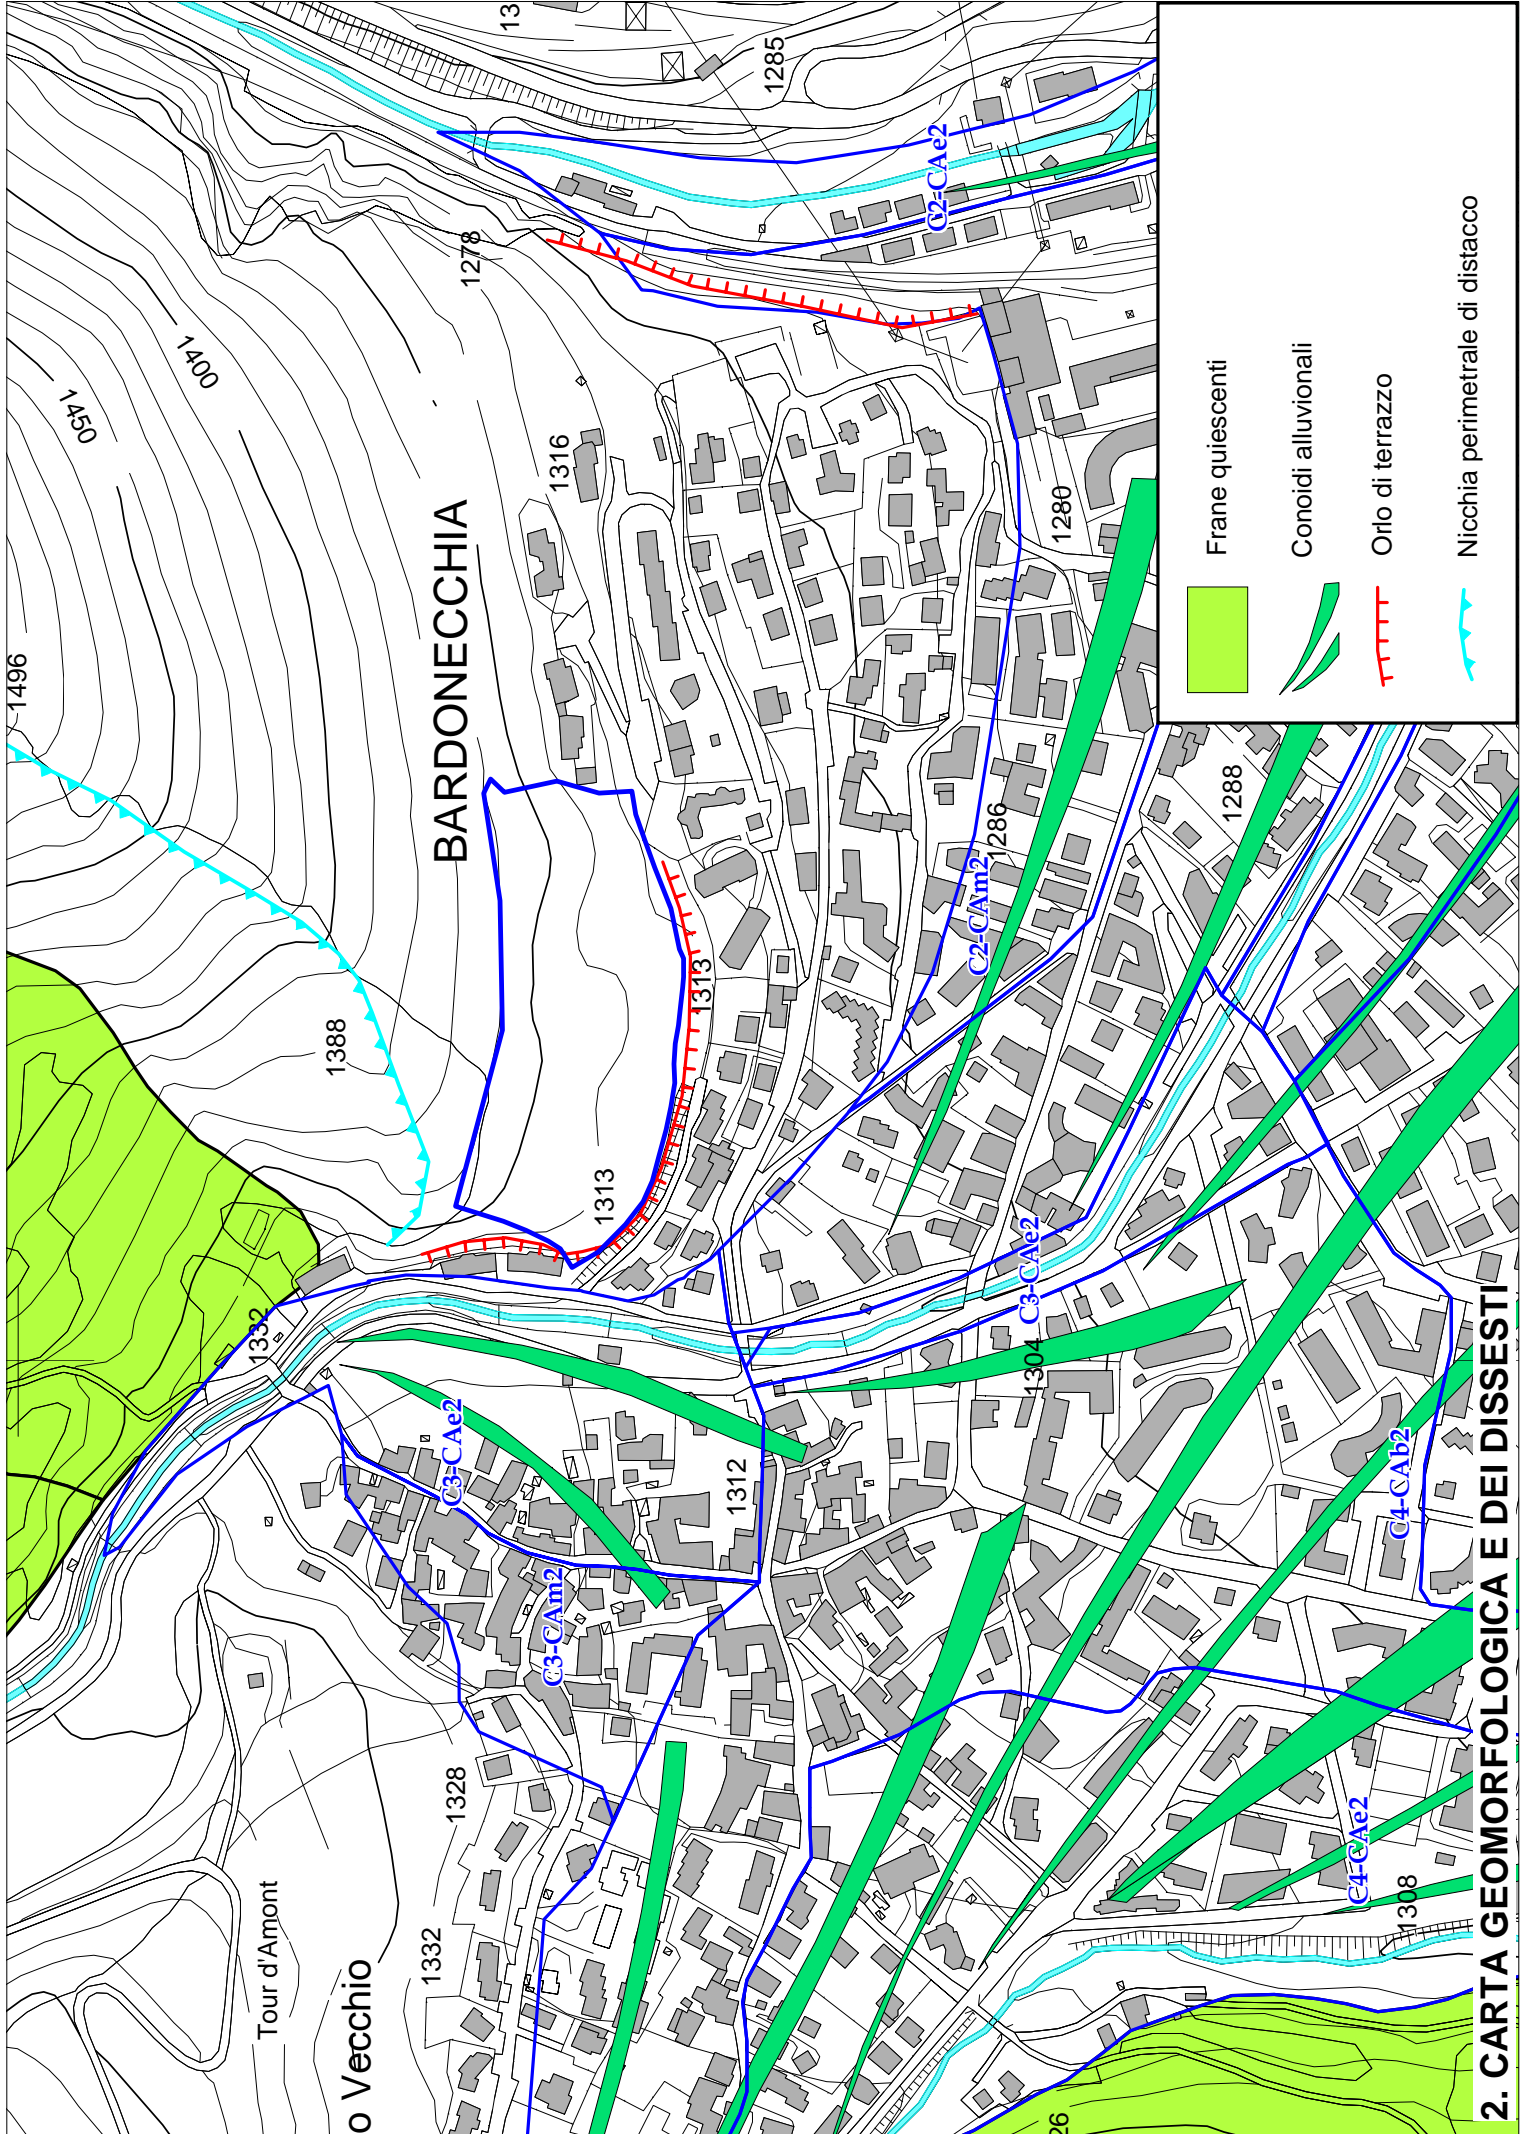 2. CARTA GEOMORFOLOGICA E DEI DISSESTI
BARDONECCHIA
o Vecchio
Tour d'Amont
1496
1450
1400
1388
1278
1285
13
1316
1313
1313
1332
1328
1332
1312
1304
1286
1280
1288
1308
26
C2-CAe2
C2-CAm2
C3-CAe2
C3-CAe2
C3-CAm2
C4-CAb2
C4-CAe2
Frane quiescenti
Conoidi alluvionali
Orlo di terrazzo
Nicchia perimetrale di distacco